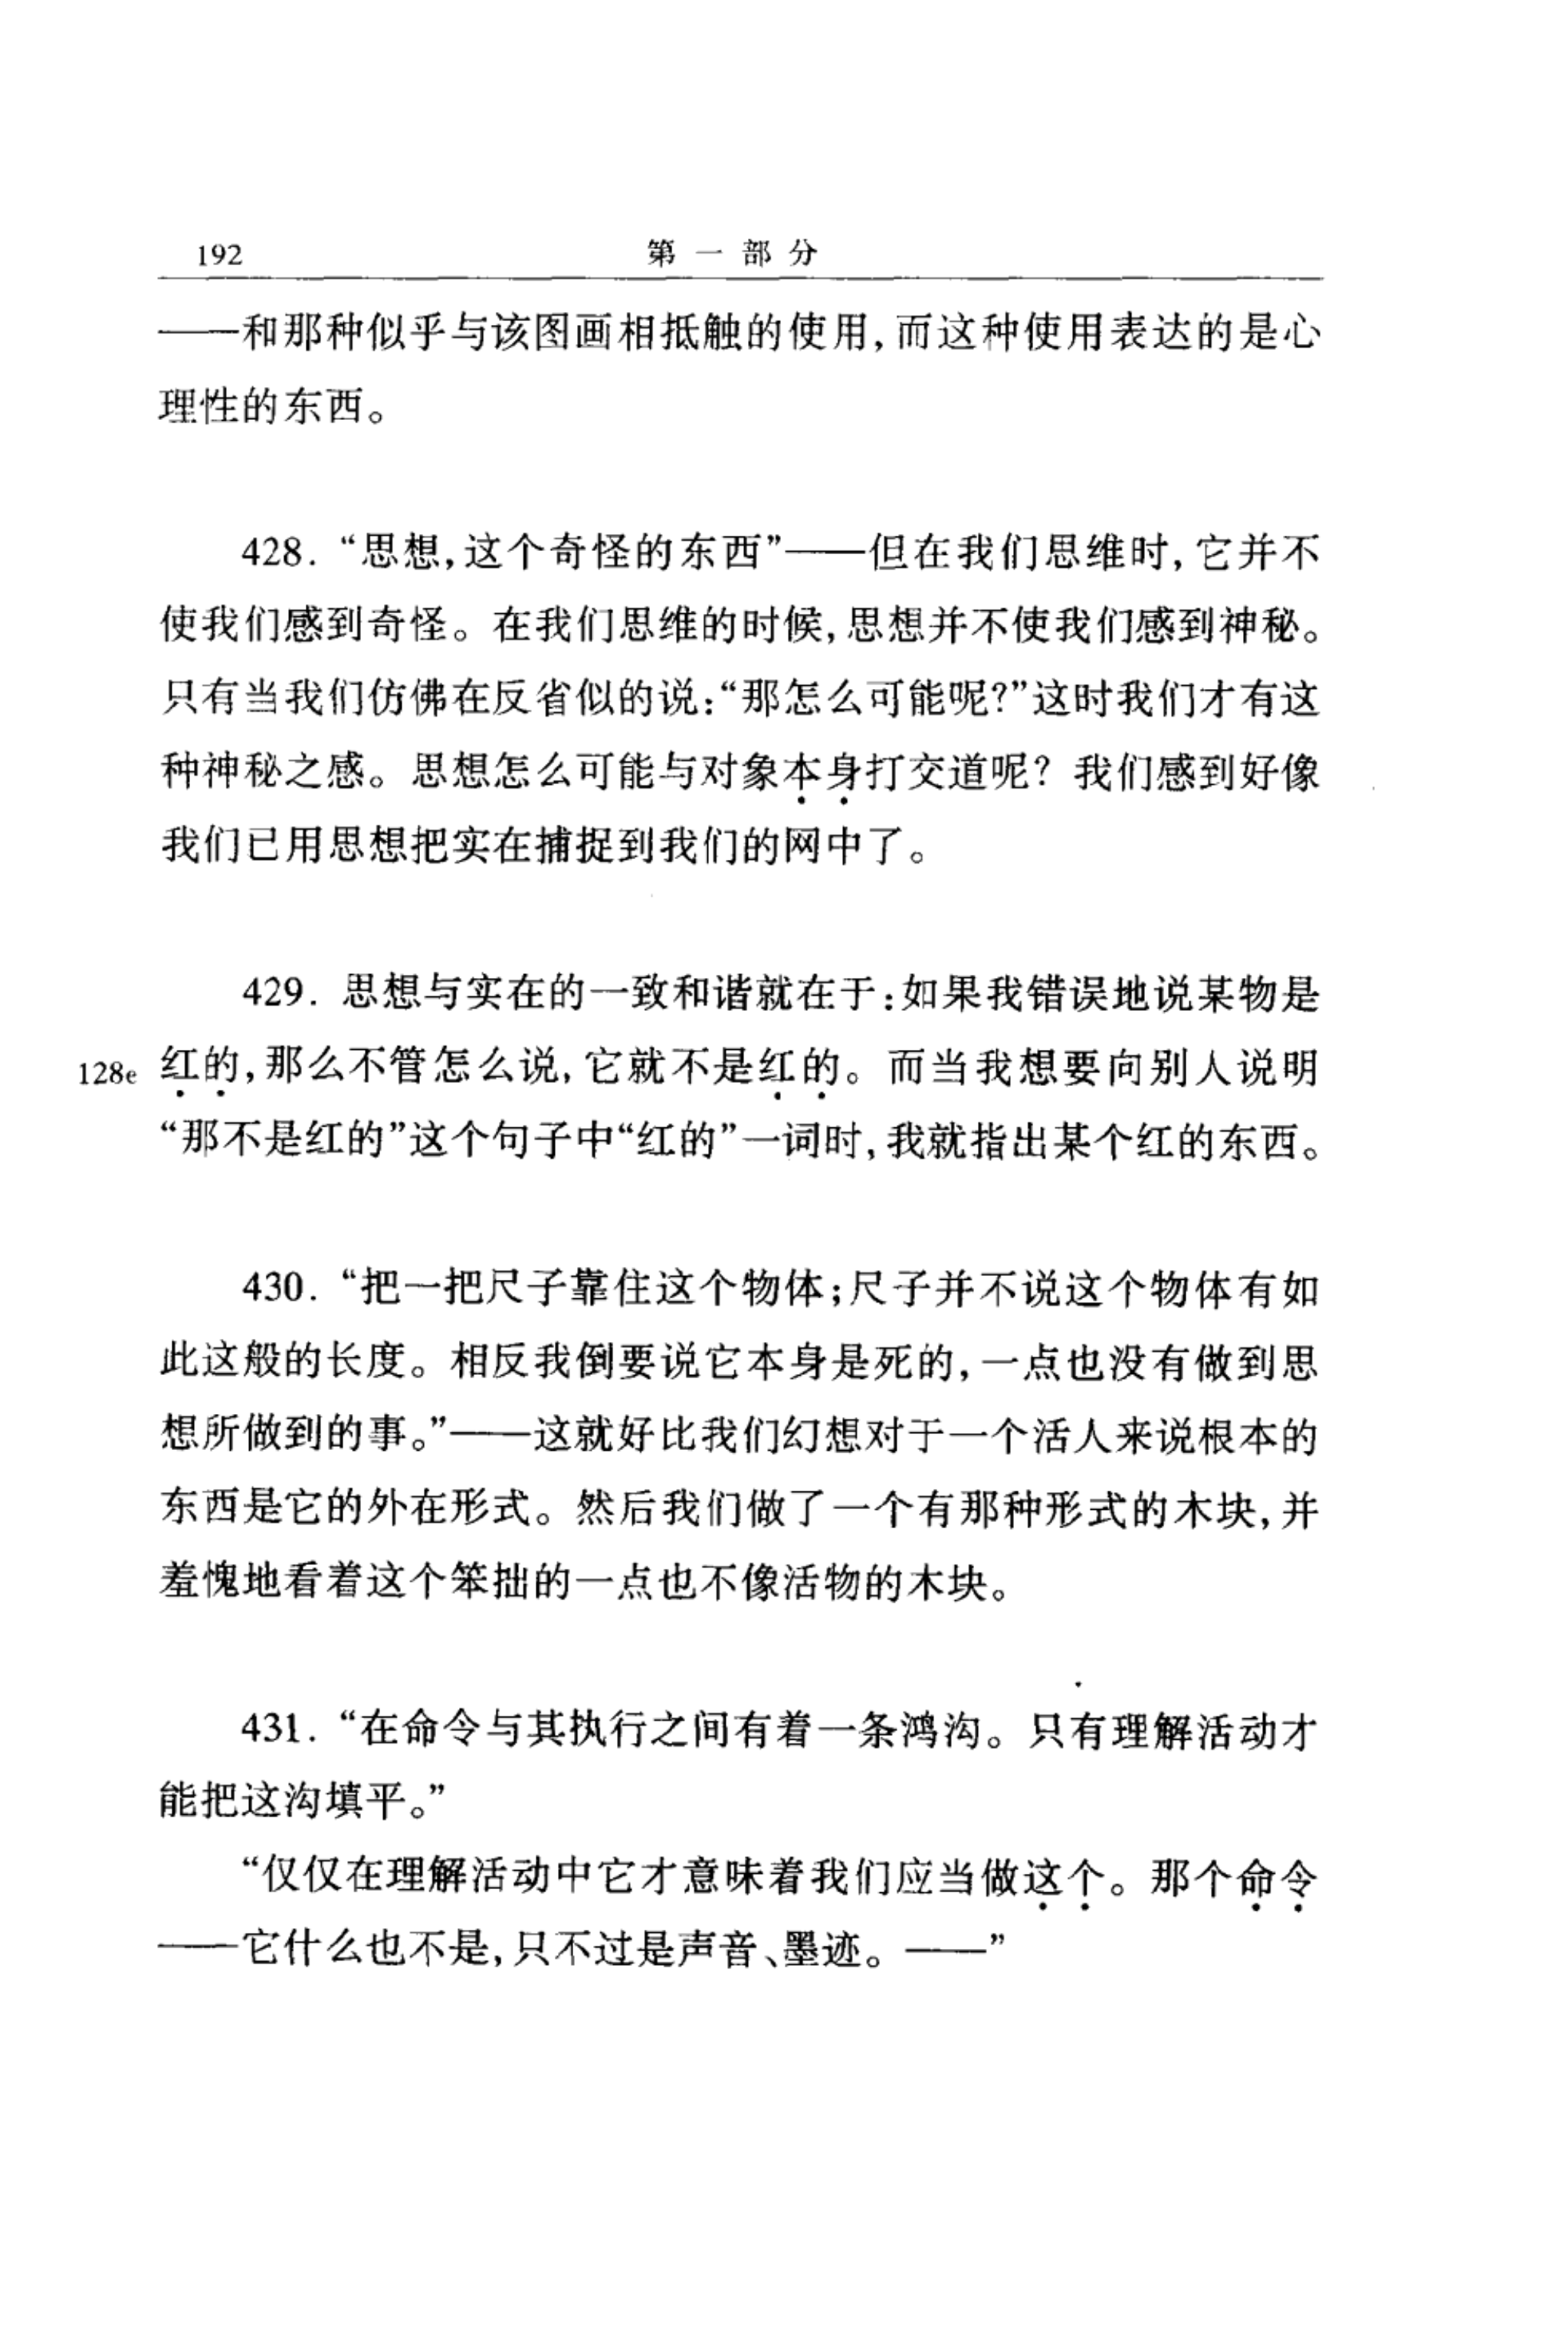 192
第一部分
——和那种似乎与该图画相抵触的使用,而这种使用表达的是心
理性的东西。
428. “思想,这个奇怪的东西”——但在我们思维时,它并不
使我们感到奇怪。在我们思维的时候,思想并不使我们感到神秘。
只有当我们仿佛在反省似的说:“那怎么可能呢?”这时我们才有这
种神秘之感。思想怎么可能与对象本身打交道呢? 我们感到好像
我们已用思想把实在捕捉到我们的网中了。
429. 思想与实在的一致和谐就在于:如果我错误地说某物是
128e 红的,那么不管怎么说,它就不是红的。而当我想要向别人说明
“那不是红的”这个句子中“红的”一词时,我就指出某个红的东西。
430. “把一把尺子靠住这个物体;尺子并不说这个物体有如
此这般的长度。相反我倒要说它本身是死的,一点也没有做到思
想所做到的事。”——这就好比我们幻想对于一个活人来说根本的
东西是它的外在形式。然后我们做了一个有那种形式的木块,并
羞愧地看着这个笨拙的一点也不像活物的木块。
431. “在命令与其执行之间有着一条鸿沟。只有理解活动才
能把这沟填平。”
“仅仅在理解活动中它才意味着我们应当做这个。那个命令
——它什么也不是,只不过是声音、墨迹。——”